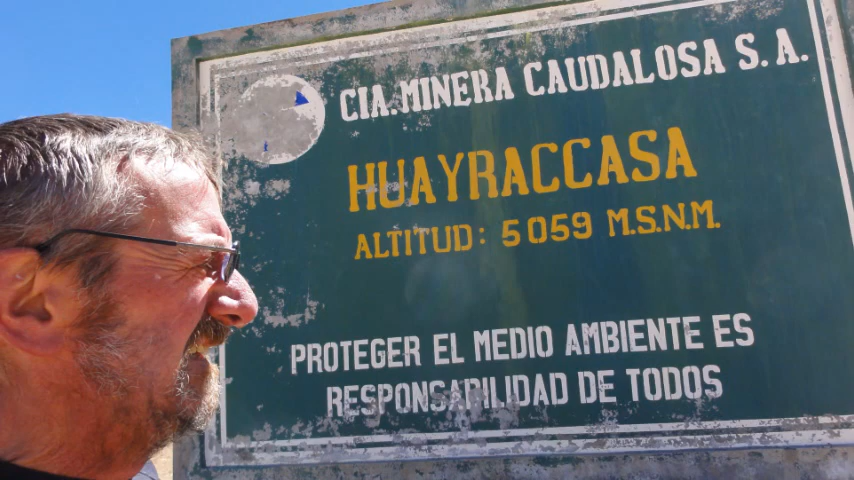 CIA.MINERA CAUDALOSA S.A.
HUAYRACCASA
ALTITUD: 5059 M.S.N.M.
PROTEGER EL MEDIO AMBIENTE ES
RESPONSABILIDAD DE TODOS